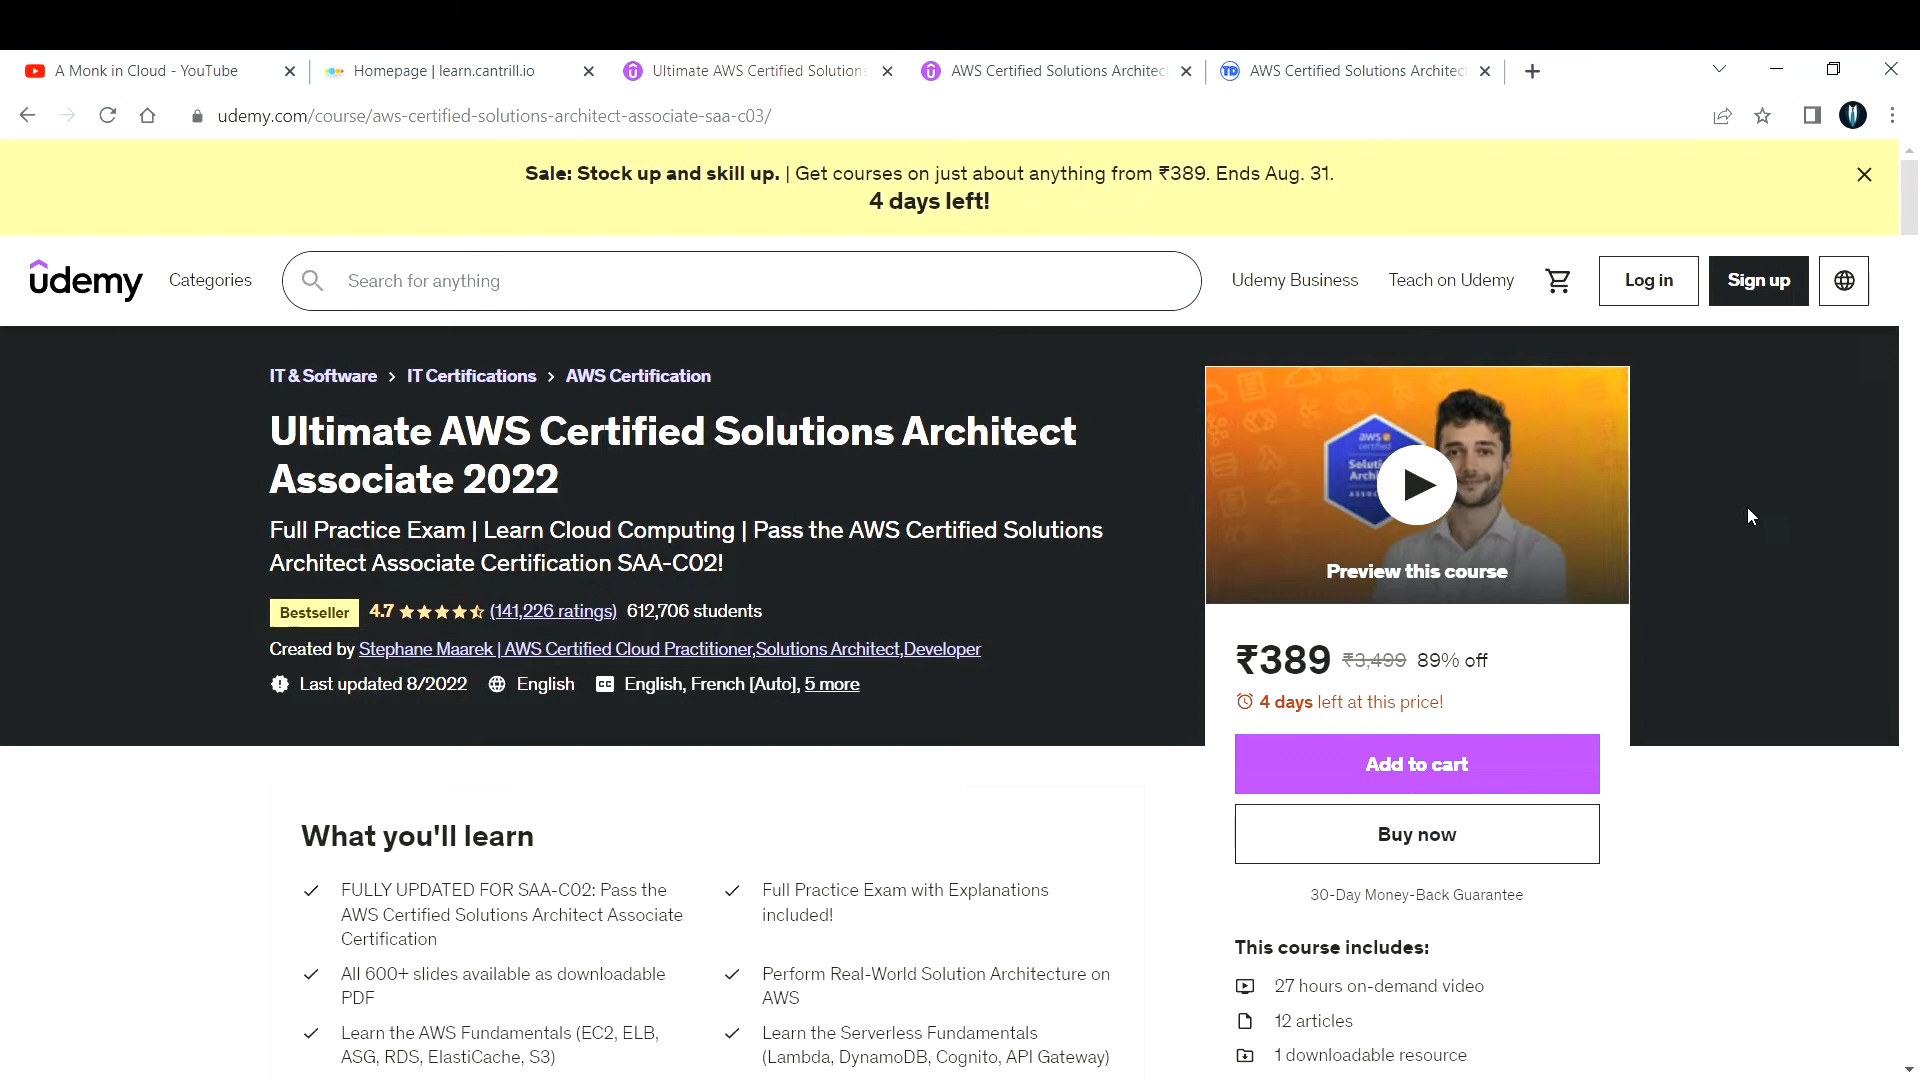 A Monk in Cloud - YouTube
Homepage | learn.cantrill.io
Ultimate AWS Certified Solutions
AWS Certified Solutions Architect
TD
AWS Certified Solutions Architect
udemy.com/course/aws-certified-solutions-architect-associate-saa-c03/
Sale: Stock up and skill up. | Get courses on just about anything from ₹389. Ends Aug. 31.
4 days left!
udemy
Categories
Search for anything
Udemy Business
Teach on Udemy
Log in
Sign up
IT & Software > IT Certifications > AWS Certification
Ultimate AWS Certified Solutions Architect
Associate 2022
Full Practice Exam | Learn Cloud Computing | Pass the AWS Certified Solutions
Architect Associate Certification SAA-C02!
Bestseller 4.7 (141,226 ratings) 612,706 students
Created by Stephane Maarek | AWS Certified Cloud Practitioner,Solutions Architect,Developer
Last updated 8/2022 English CC English, French [Auto], 5 more
aws
certified
Preview this course
₹389 ₹3,499 89% off
4 days left at this price!
Add to cart
Buy now
30-Day Money-Back Guarantee
This course includes:
27 hours on-demand video
12 articles
1 downloadable resource
What you'll learn
FULLY UPDATED FOR SAA-C02: Pass the
AWS Certified Solutions Architect Associate
Certification
Full Practice Exam with Explanations
included!
All 600+ slides available as downloadable
PDF
Perform Real-World Solution Architecture on
AWS
Learn the AWS Fundamentals (EC2, ELB,
ASG, RDS, ElastiCache, S3)
Learn the Serverless Fundamentals
(Lambda, DynamoDB, Cognito, API Gateway)